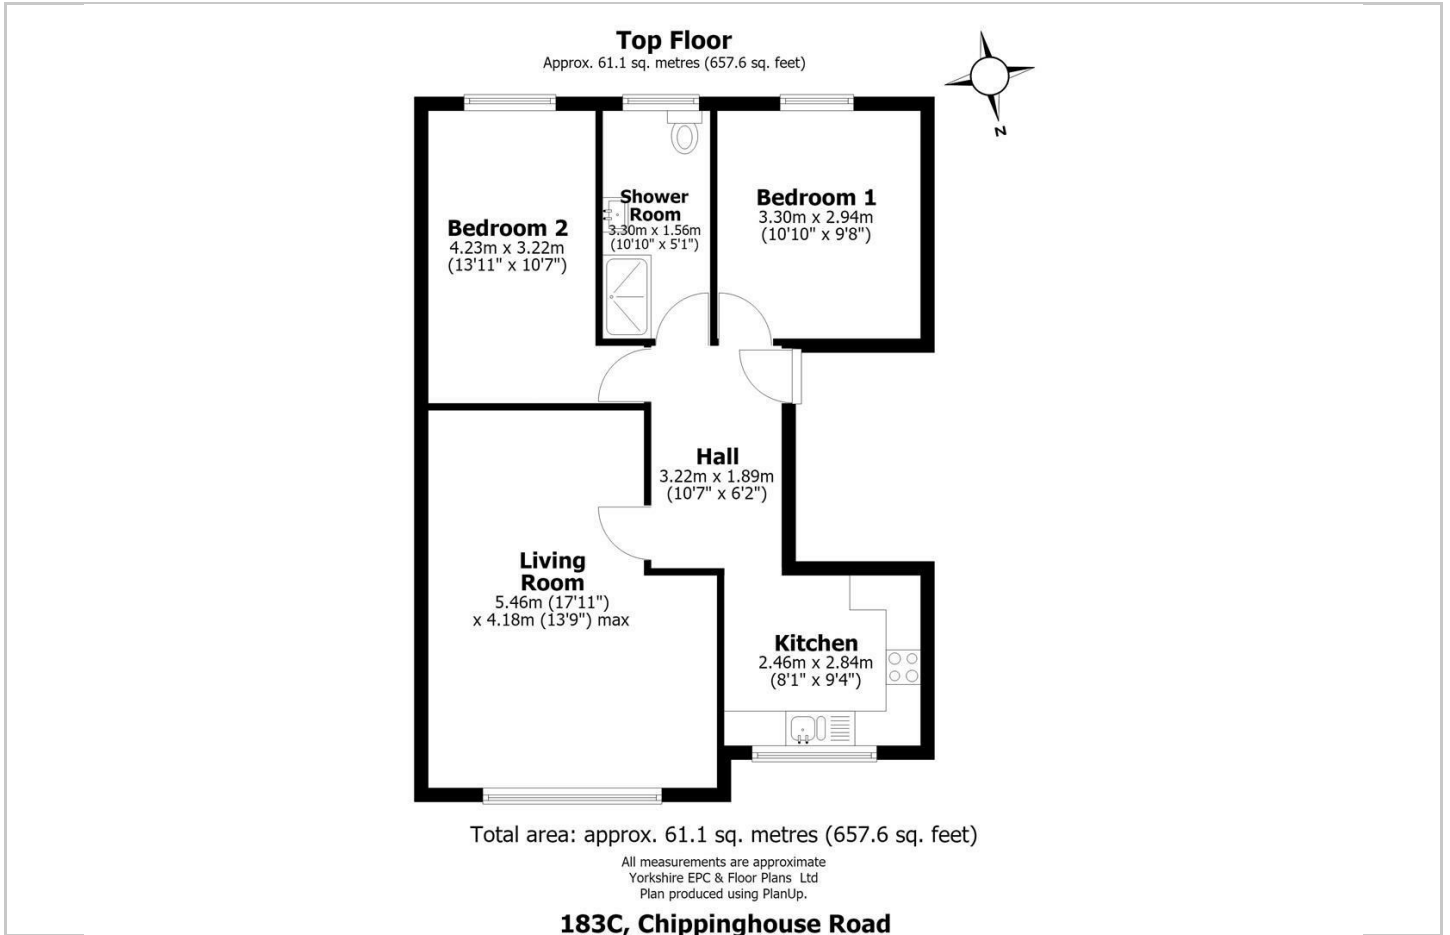 Top Floor
Approx. 61.1 sq. metres (657.6 sq. feet)
N
Bedroom 2
4.23m x 3.22m
(13'11" x 10'7")
Shower
Room
3.30m x 1.56m
(10'10" x 5'1")
Bedroom 1
3.30m x 2.94m
(10'10" x 9'8")
Hall
3.22m x 1.89m
(10'7" x 6'2")
Living
Room
5.46m (17'11")
x 4.18m (13'9") max
Kitchen
2.46m x 2.84m
(8'1" x 9'4")
Total area: approx. 61.1 sq. metres (657.6 sq. feet)
All measurements are approximate
Yorkshire EPC & Floor Plans Ltd
Plan produced using PlanUp.
183C, Chippinghouse Road